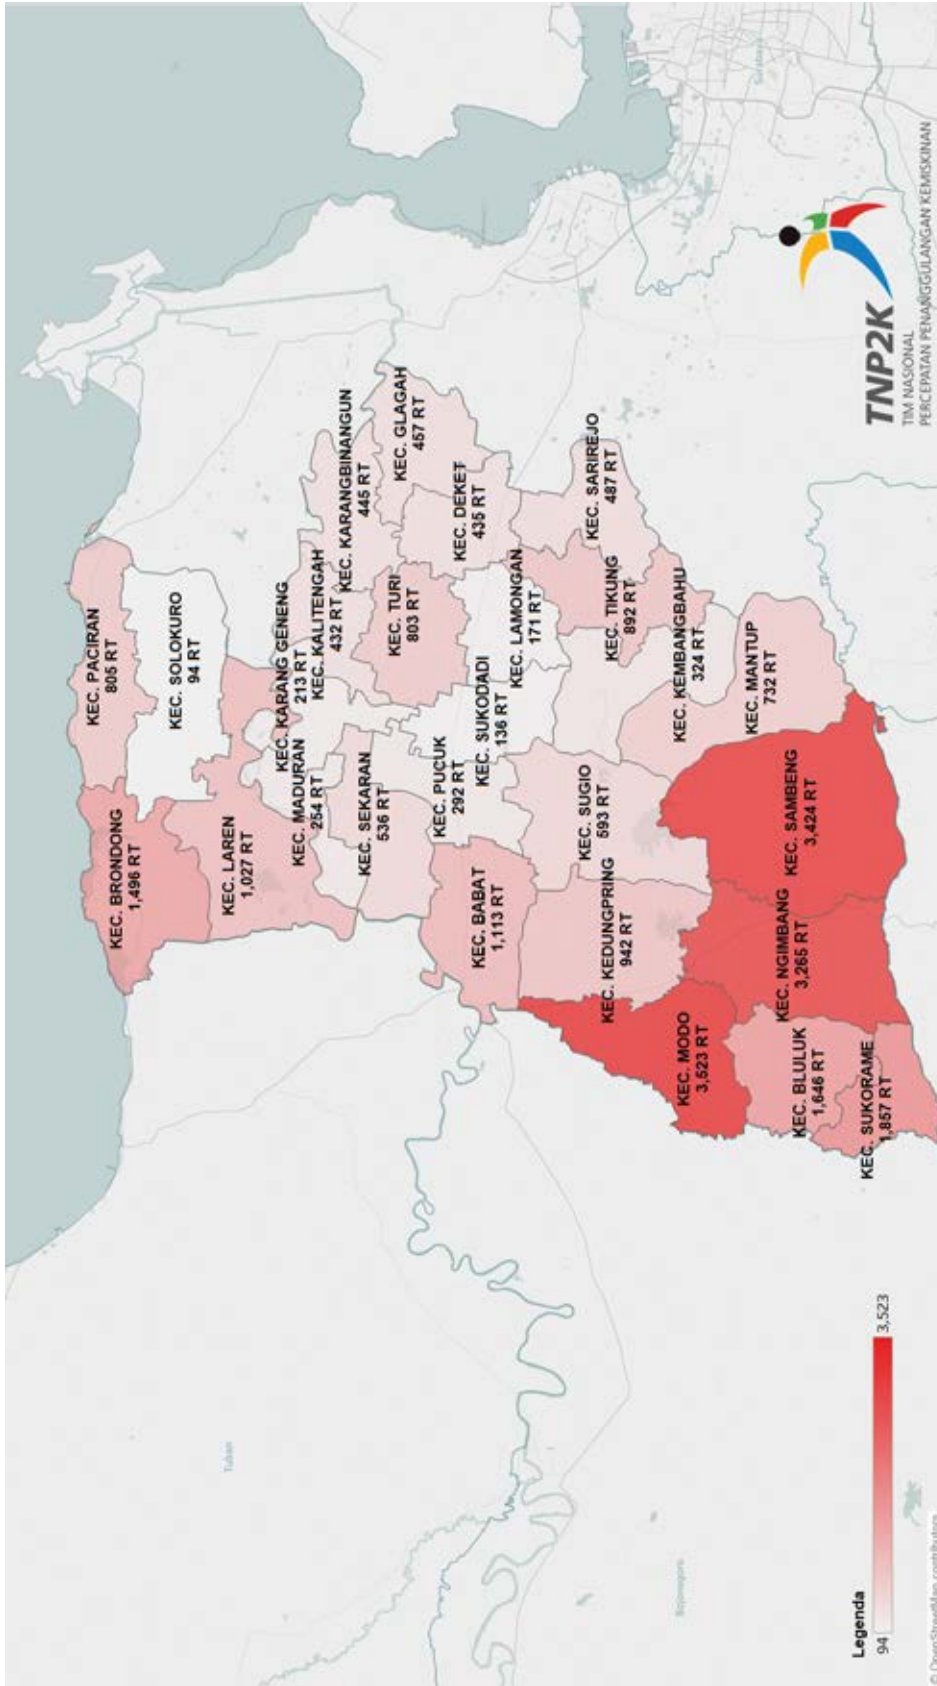 KEC. PACIRAN
805 RT
KEC. BRONDONG
1,496 RT
KEC. SOLOKURO
94 RT
KEC. LAREN
1,027 RT
KEC. KARANG GENENG
213 RT
KEC. MADURAN
254 RT
KEC. KALITENGAH
432 RT
KEC. KARANGBINANGUN
445 RT
KEC. GLAGAH
457 RT
KEC. SEKARAN
536 RT
KEC. TURI
803 RT
KEC. DEKET
435 RT
KEC. PUCUK
292 RT
KEC. SUKODADI
136 RT
KEC. LAMONGAN
171 RT
KEC. BABAT
1,113 RT
KEC. SARIREJO
487 RT
KEC. SUGIO
593 RT
KEC. KEDUNGPRING
942 RT
KEC. TIKUNG
892 RT
KEC. KEMBANGBAHU
324 RT
KEC. MODO
3,523 RT
KEC. MANTUP
732 RT
KEC. SAMBENG
3,424 RT
KEC. NGIMBANG
3,265 RT
KEC. BLULUK
1,646 RT
KEC. SUKORAME
1,857 RT
Surabaya
Tuban
Bojonegoro
Legenda
94 3,523
© OpenStreetMap contributors
TNP2K
TIM NASIONAL
PERCEPATAN PENANGGULANGAN KEMISKINAN